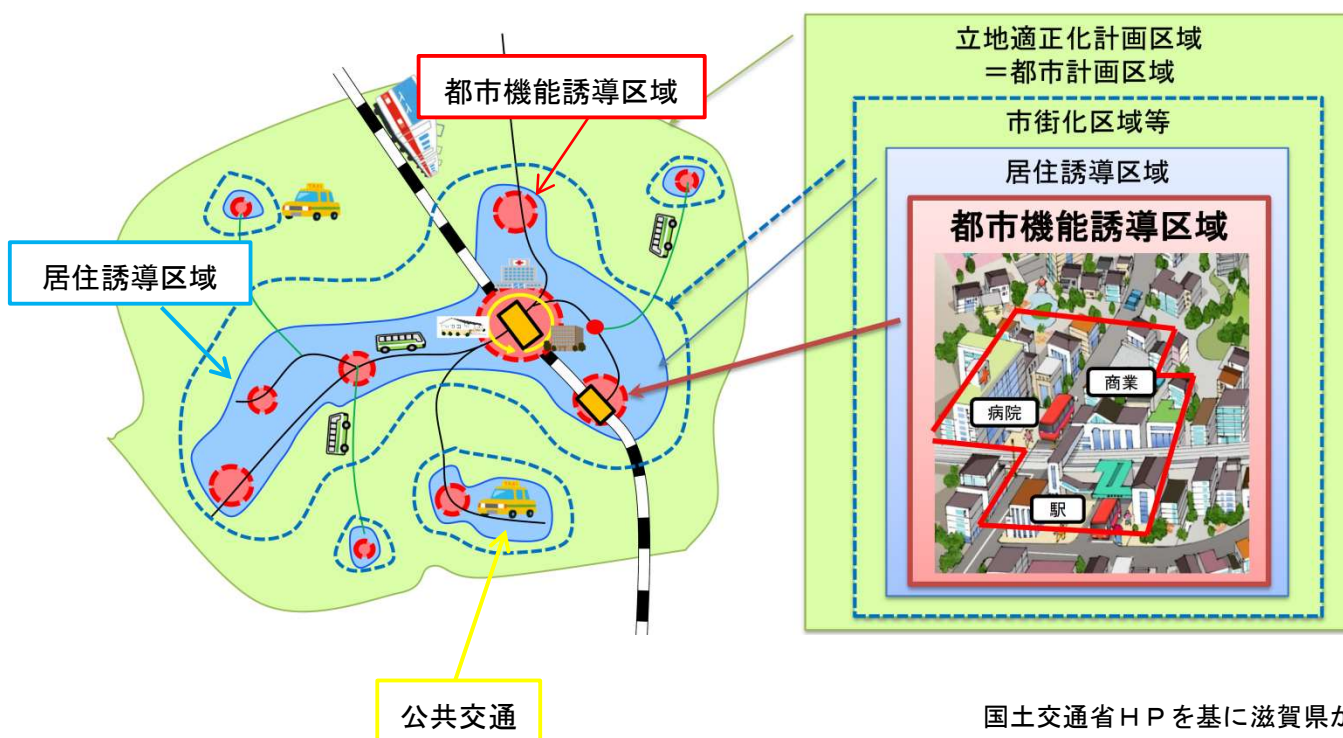 都市機能誘導区域
居住誘導区域
公共交通
立地適正化計画区域
＝都市計画区域
市街化区域等
居住誘導区域
都市機能誘導区域
商業
病院
駅
国土交通省ＨＰを基に滋賀県が